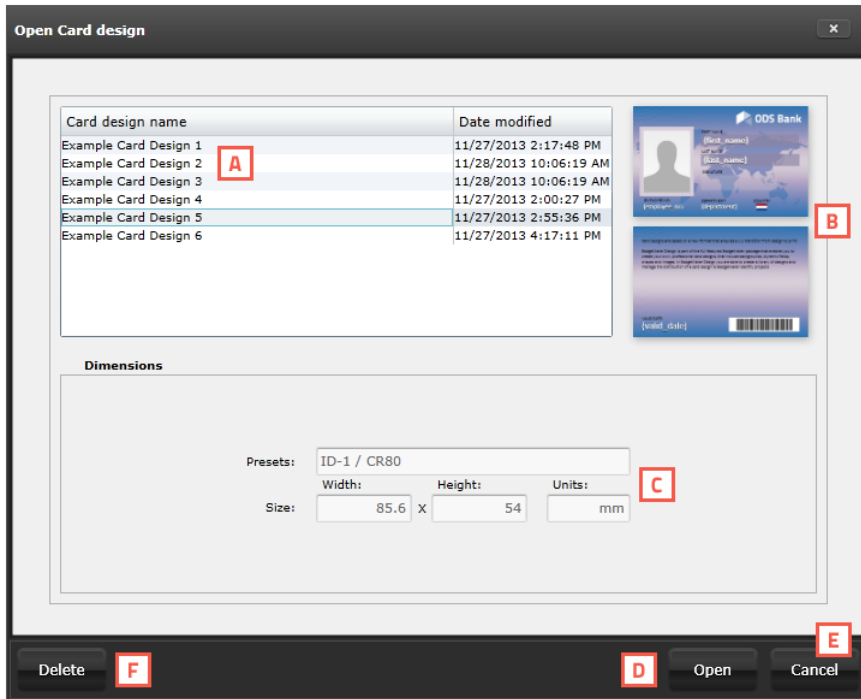 Open Card design
x
Card design name Date modified
Example Card Design 1 11/27/2013 2:17:48 PM
Example Card Design 2 11/28/2013 10:06:19 AM
Example Card Design 3 11/28/2013 10:06:19 AM
Example Card Design 4 11/27/2013 2:00:27 PM
Example Card Design 5 11/27/2013 2:55:36 PM
Example Card Design 6 11/27/2013 4:17:11 PM
A
ODS Bank
{first_name}
{last_name}
{employee_no} {department}
B
{valid_date}
Dimensions
Presets: ID-1 / CR80
Width: Height: Units:
C
Size: 85.6 X 54 mm
E
Delete F D Open Cancel